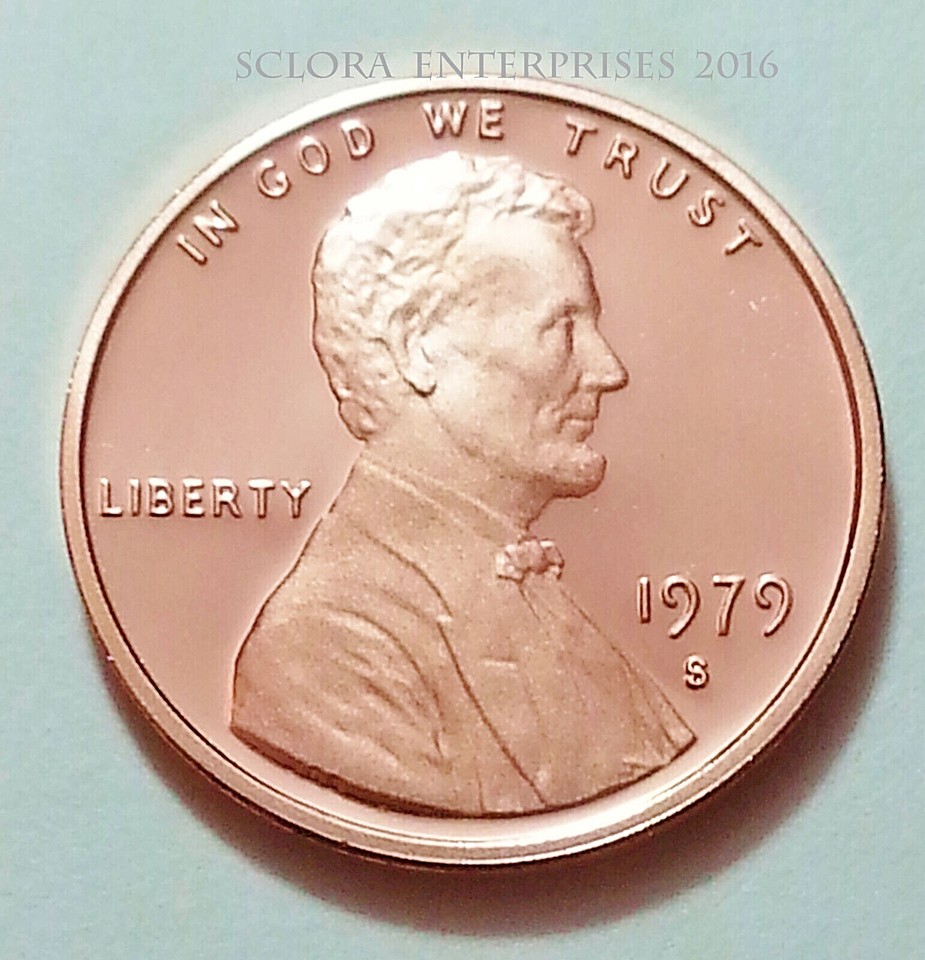 SCLORA ENTERPRISES 2016
IN GOD WE TRUST
LIBERTY
1979
S